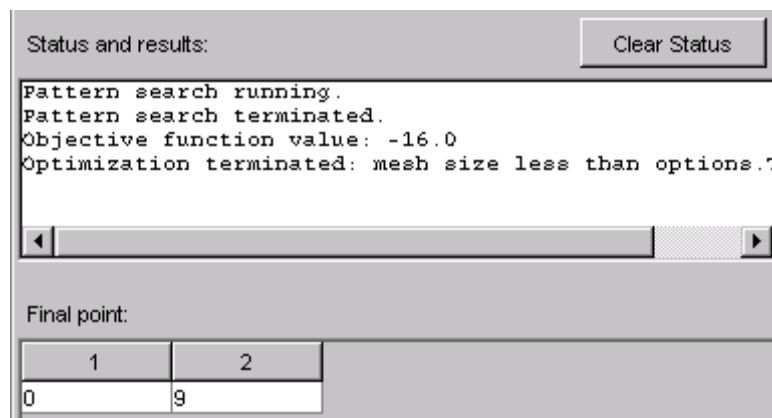 Status and results:
Clear Status
Pattern search running.
Pattern search terminated.
Objective function value: -16.0
Optimization terminated: mesh size less than options.
Final point:
1 2
0 9